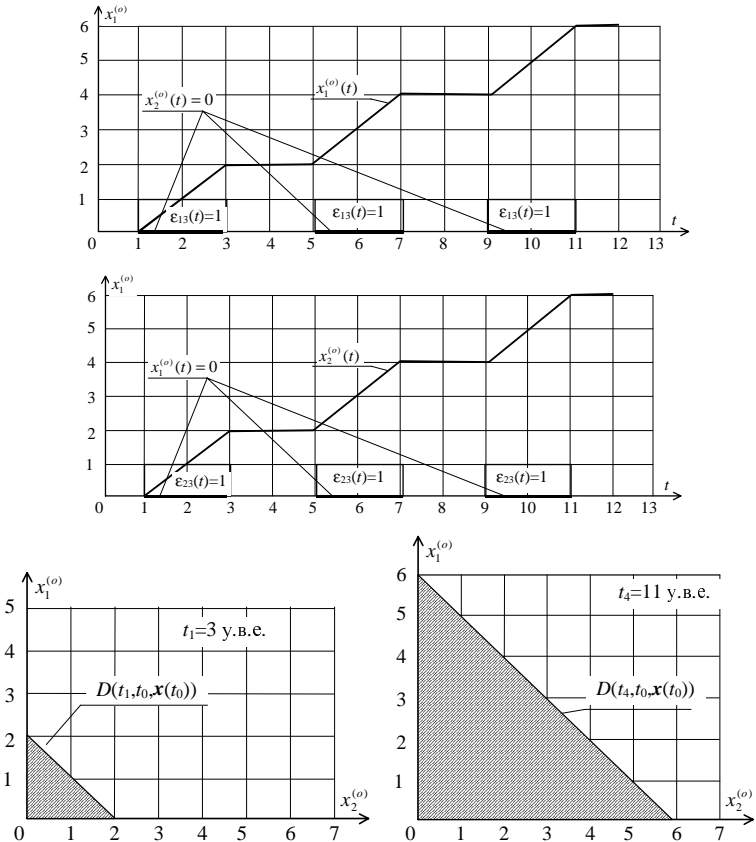 x₁⁽ᵒ⁾
6
5
4
3
2
1
0
x₂⁽ᵒ⁾(t) = 0
x₁⁽ᵒ⁾(t)
ε₁₃(t)=1
ε₁₃(t)=1
ε₁₃(t)=1
t
1 2 3 4 5 6 7 8 9 10 11 12 13
x₁⁽ᵒ⁾
6
5
4
3
2
1
0
x₁⁽ᵒ⁾(t) = 0
x₂⁽ᵒ⁾(t)
ε₂₃(t)=1
ε₂₃(t)=1
ε₂₃(t)=1
t
1 2 3 4 5 6 7 8 9 10 11 12 13
x₁⁽ᵒ⁾
5
4
3
2
1
t₁=3 у.в.е.
D(t₁,t₀,x(t₀))
x₂⁽ᵒ⁾
0 1 2 3 4 5 6 7
x₁⁽ᵒ⁾
6
5
4
3
2
1
t₄=11 у.в.е.
D(t₄,t₀,x(t₀))
x₂⁽ᵒ⁾
0 1 2 3 4 5 6 7